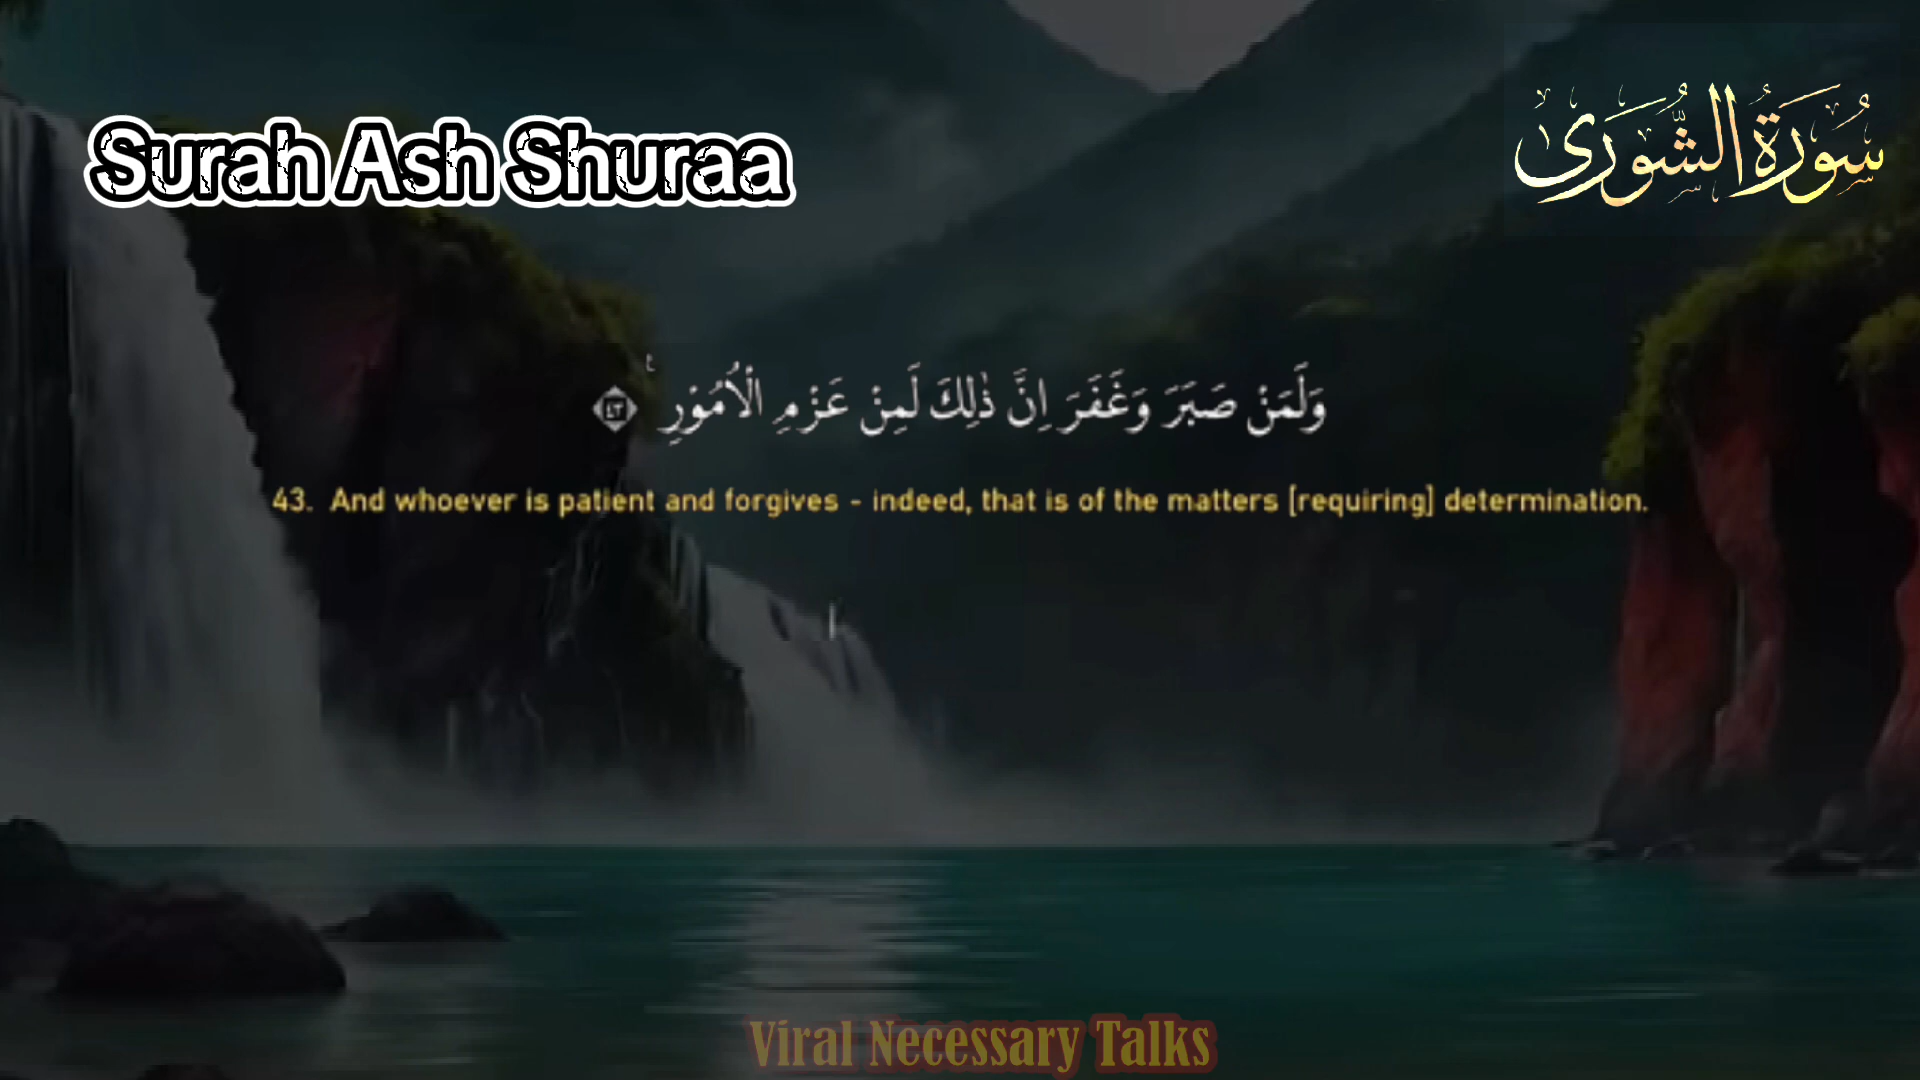 Surah Ash Shuraa
سُورَةُ الشُّورَى
وَلَمَنْ صَبَرَ وَغَفَرَ اِنَّ ذٰلِكَ لَمِنْ عَزْمِ الْاُمُوْرِ ۟ ﴿٤٣﴾
43. And whoever is patient and forgives - indeed, that is of the matters [requiring] determination.
Viral Necessary Talks